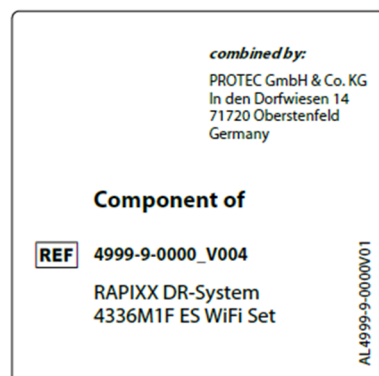 combined by:
PROTEC GmbH & Co. KG
In den Dorfwiesen 14
71720 Oberstenfeld
Germany
Component of
REF 4999-9-0000_V004
RAPIXX DR-System
4336M1F ES WiFi Set
AL4999-9-0000V01